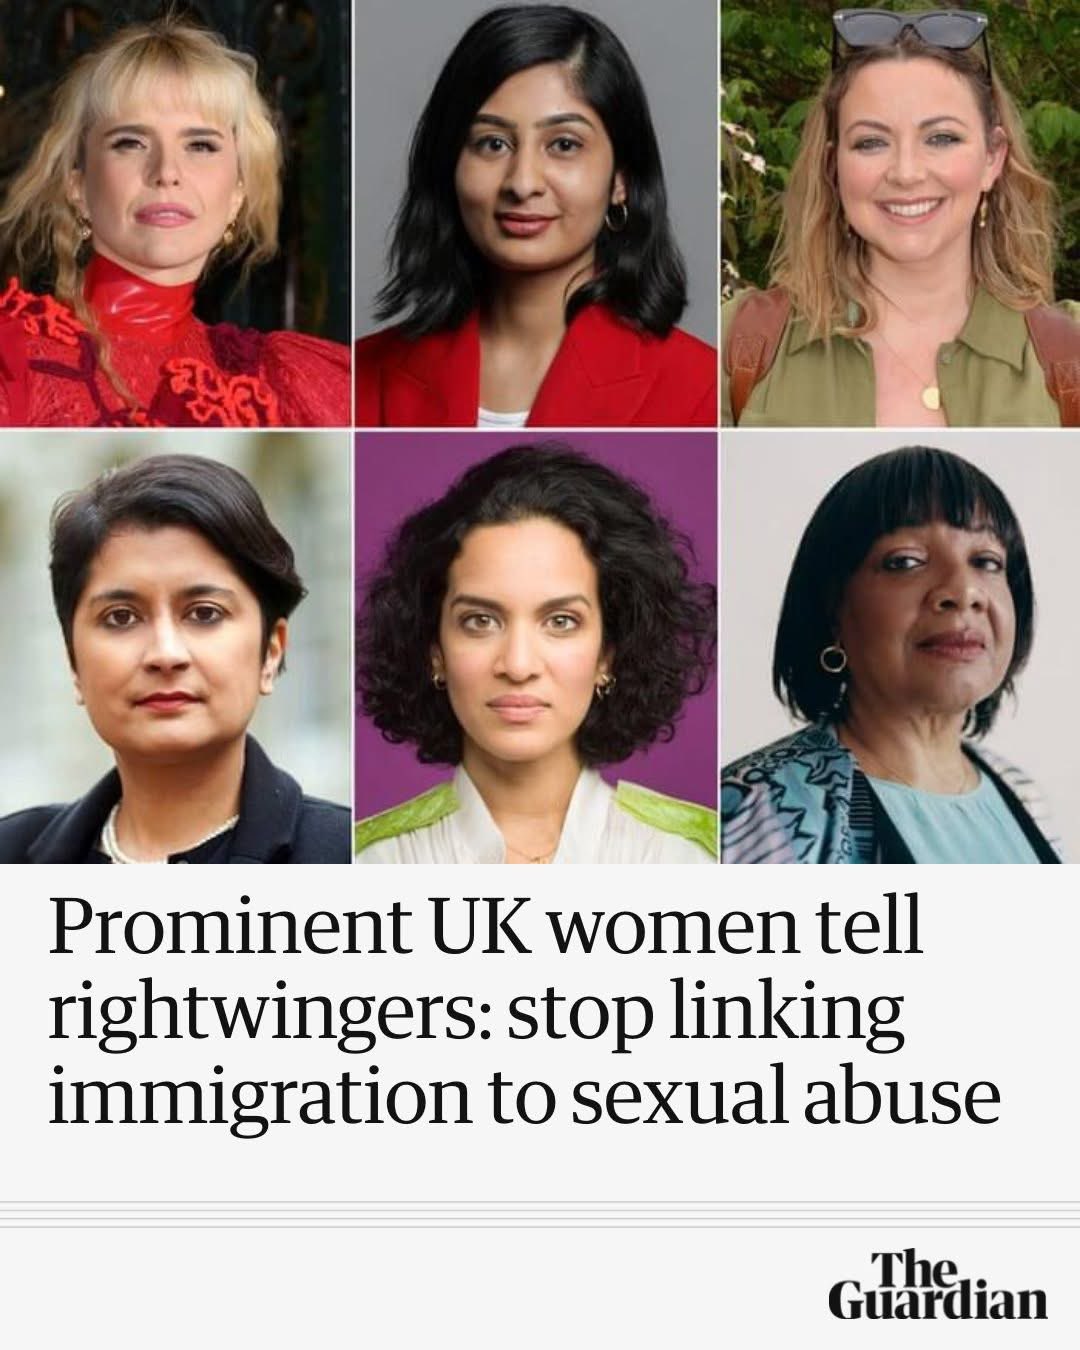 Prominent UK women tell
rightwingers: stop linking
immigration to sexual abuse
The
Guardian